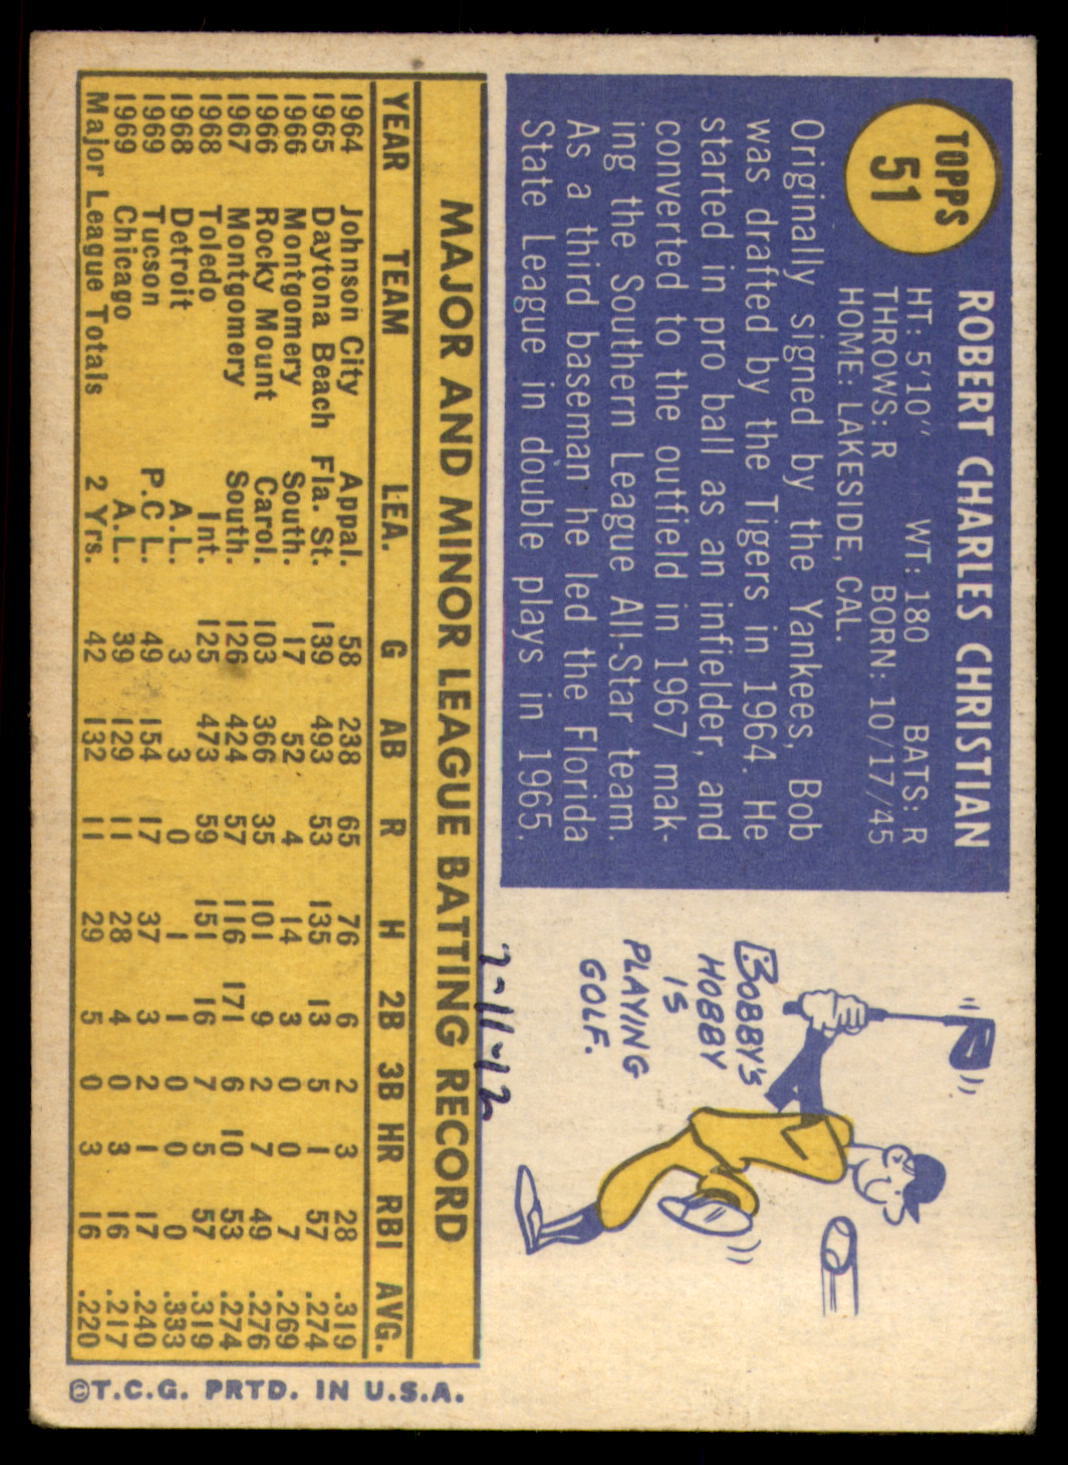 TOPPS
51
ROBERT CHARLES CHRISTIAN
HT: 5'10" WT: 180 BATS: R
THROWS: R BORN: 10/17/45
HOME: LAKESIDE, CAL.
Originally signed by the Yankees, Bob
was drafted by the Tigers in 1964. He
started in pro ball as an infielder, and
converted to the outfield in 1967 mak-
ing the Southern League All-Star team.
As a third baseman he led the Florida
State League in double plays in 1965.
BOBBY'S
HOBBY
IS
PLAYING
GOLF.
7-11-12
MAJOR AND MINOR LEAGUE BATTING RECORD
YEAR TEAM LEA. G AB R H 2B 3B HR RBI AVG.
1964 Johnson City Appal. 58 238 65 76 6 2 3 28 .319
1965 Daytona Beach Fla. St. 139 493 53 135 13 5 1 57 .274
1966 Montgomery South. 17 52 4 14 3 0 0 7 .269
1966 Rocky Mount Carol. 103 366 35 101 9 2 7 49 .276
1967 Montgomery South. 126 424 57 116 171 6 10 53 .274
1968 Toledo Int. 125 473 59 151 16 7 5 57 .319
1968 Detroit A.L. 3 3 0 1 1 0 0 0 .333
1969 Tucson P.C.L. 49 154 17 37 3 2 1 17 .240
1969 Chicago A.L. 39 129 11 28 4 0 3 16 .217
Major League Totals 2 Yrs. 42 132 11 29 5 0 3 16 .220
©T.C.G. PRTD. IN U.S.A.